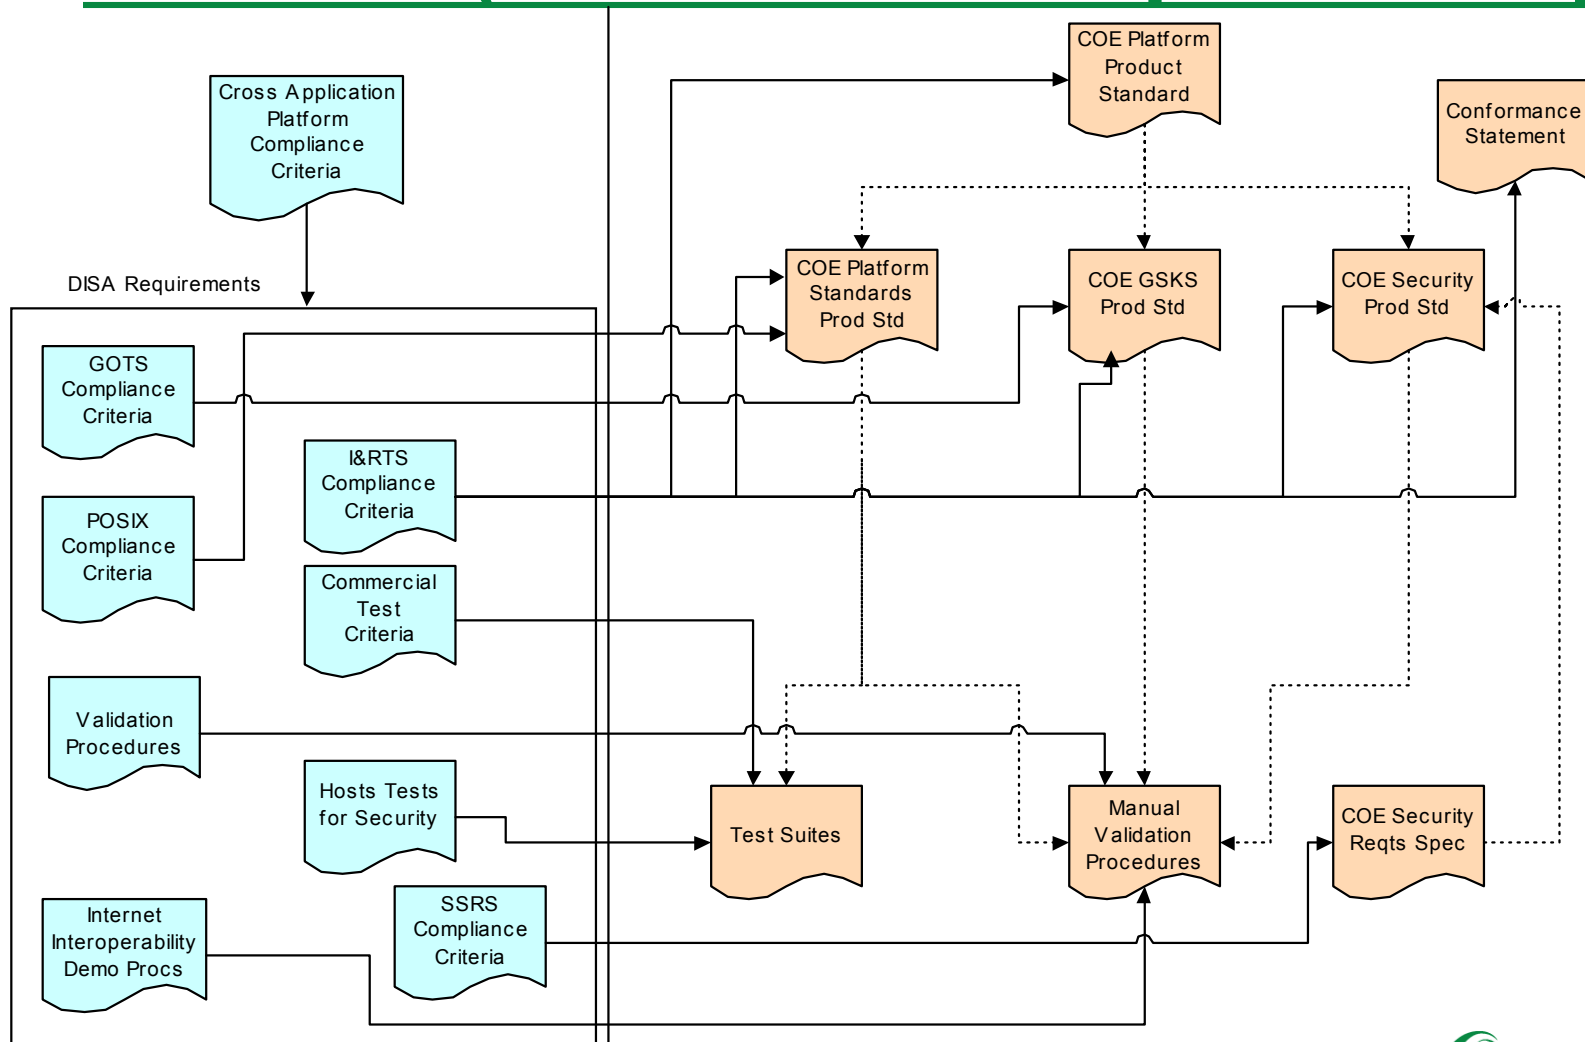 Cross Application
Platform
Compliance
Criteria
DISA Requirements
GOTS
Compliance
Criteria
I&RTS
Compliance
Criteria
POSIX
Compliance
Criteria
Commercial
Test
Criteria
Validation
Procedures
Hosts Tests
for Security
Internet
Interoperability
Demo Procs
SSRS
Compliance
Criteria
COE Platform
Product
Standard
Conformance
Statement
COE Platform
Standards
Prod Std
COE GSKS
Prod Std
COE Security
Prod Std
Test Suites
Manual
Validation
Procedures
COE Security
Reqts Spec